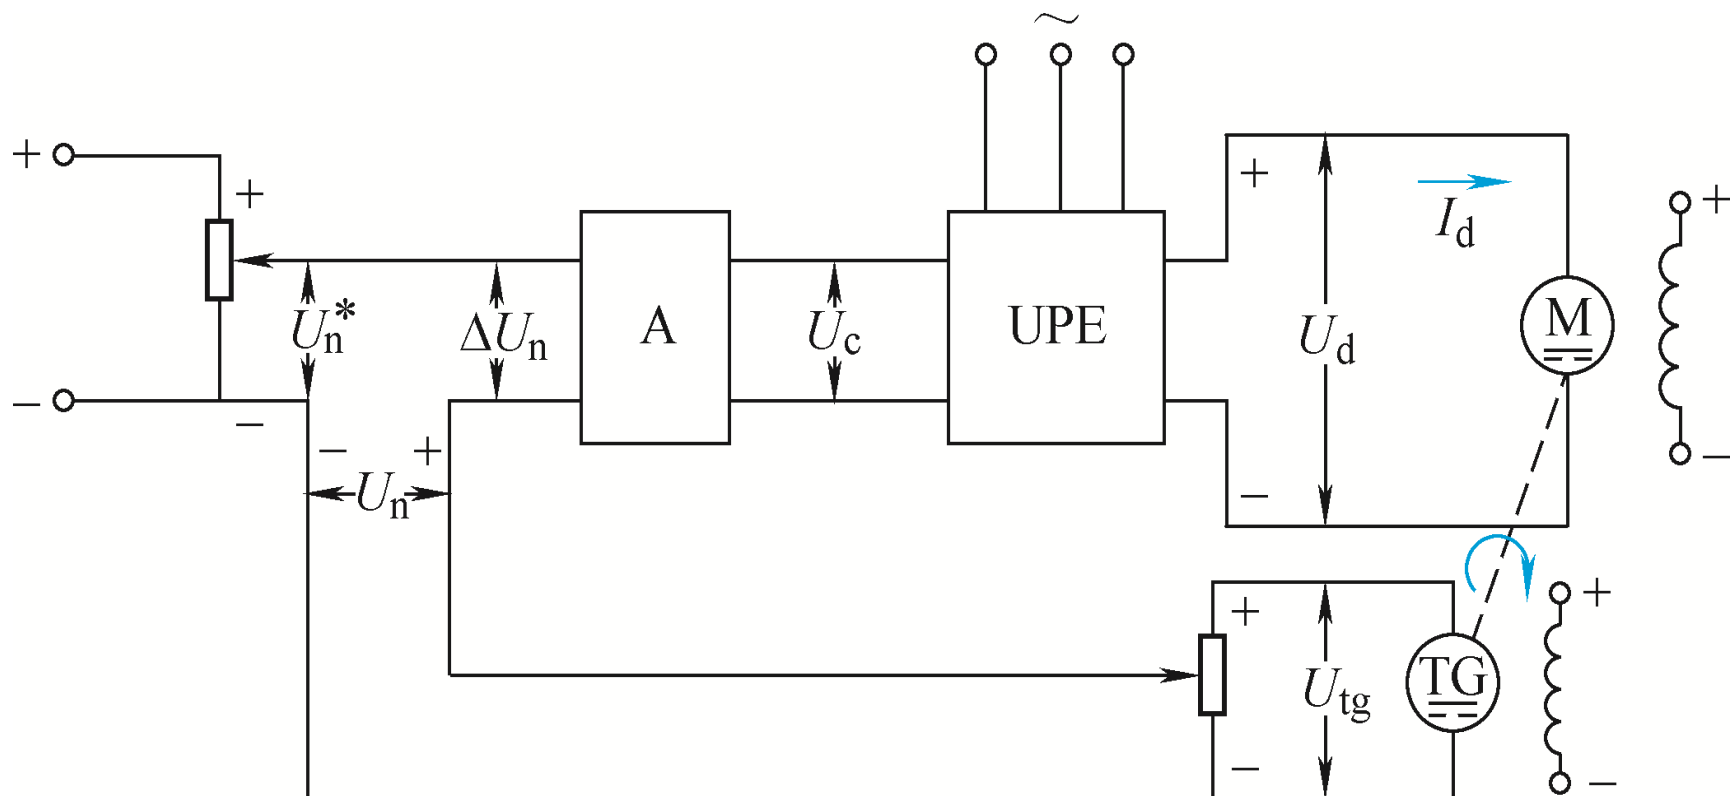 ~
+
+
+
+
I_d
U_n^*
ΔU_n
A
U_c
UPE
U_d
M
−
−
−
+
−
−
U_n
+
+
TG
U_tg
−
−